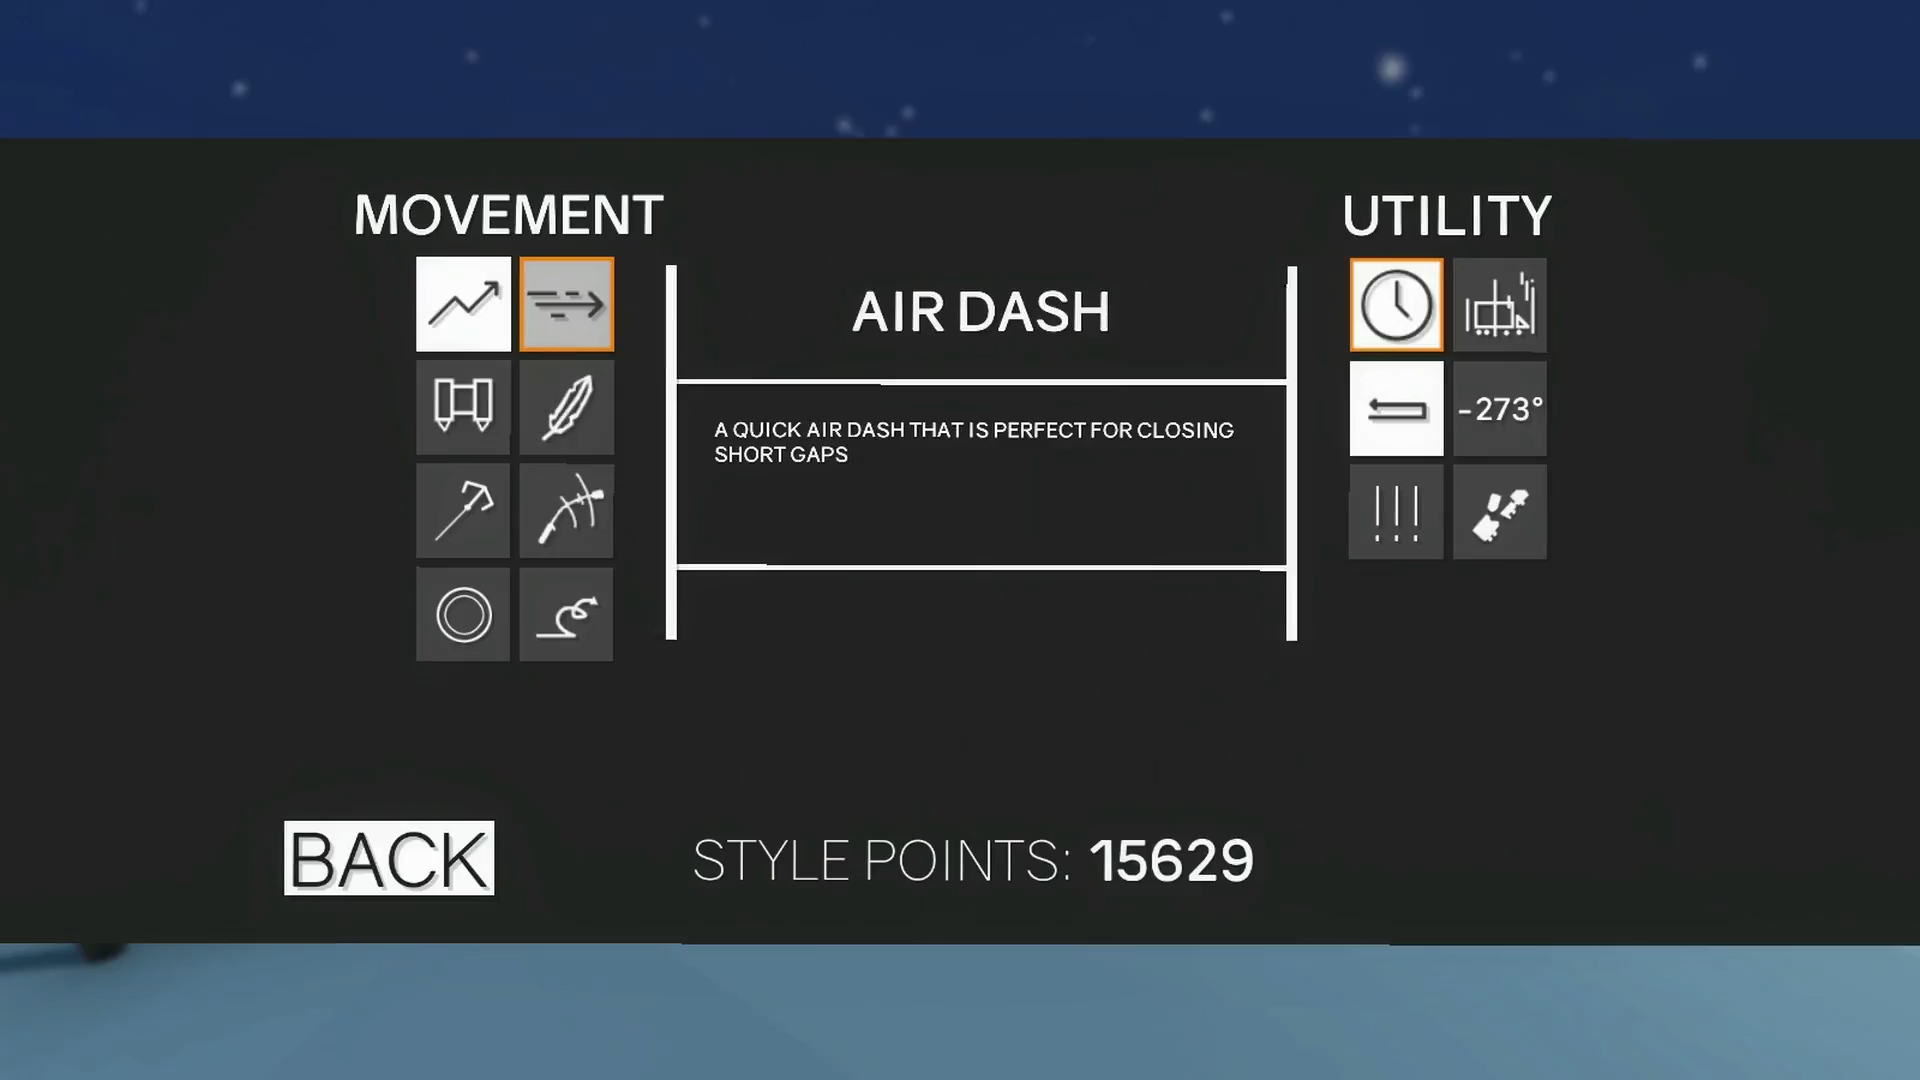 MOVEMENT
UTILITY
AIR DASH
A QUICK AIR DASH THAT IS PERFECT FOR CLOSING
SHORT GAPS
-273°
BACK
STYLE POINTS: 15629